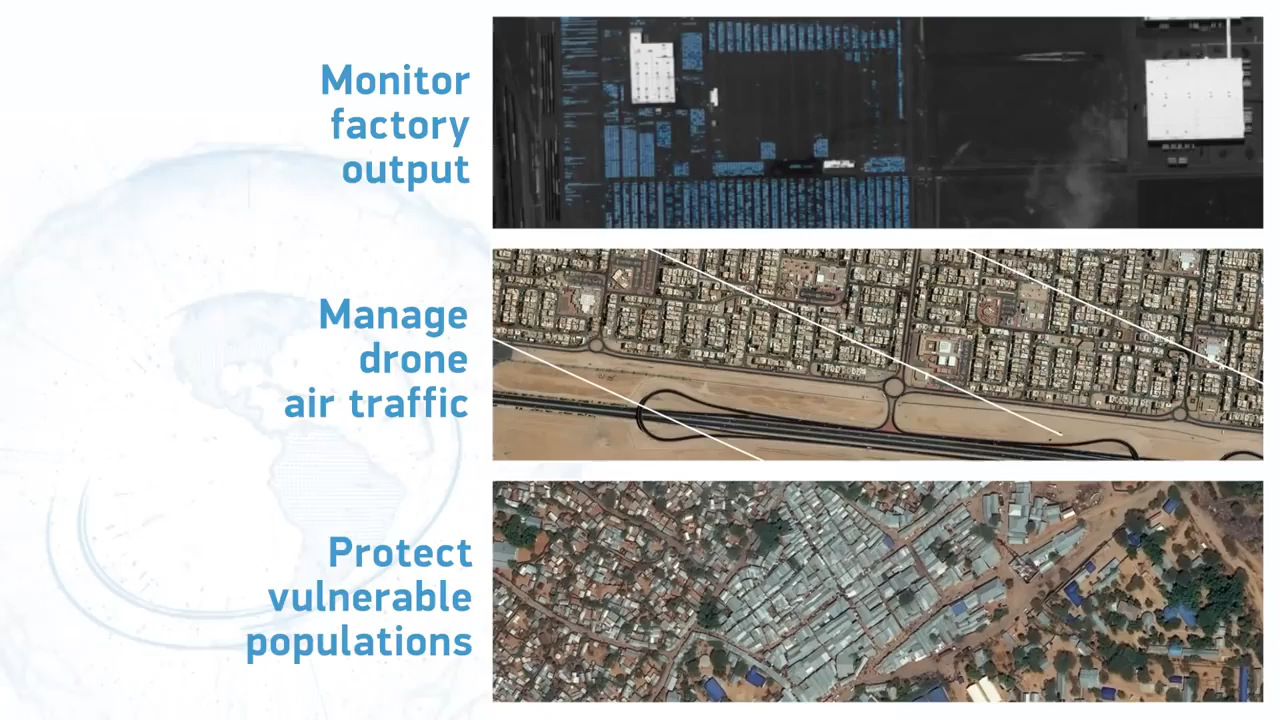 Monitor
factory
output
Manage
drone
air traffic
Protect
vulnerable
populations